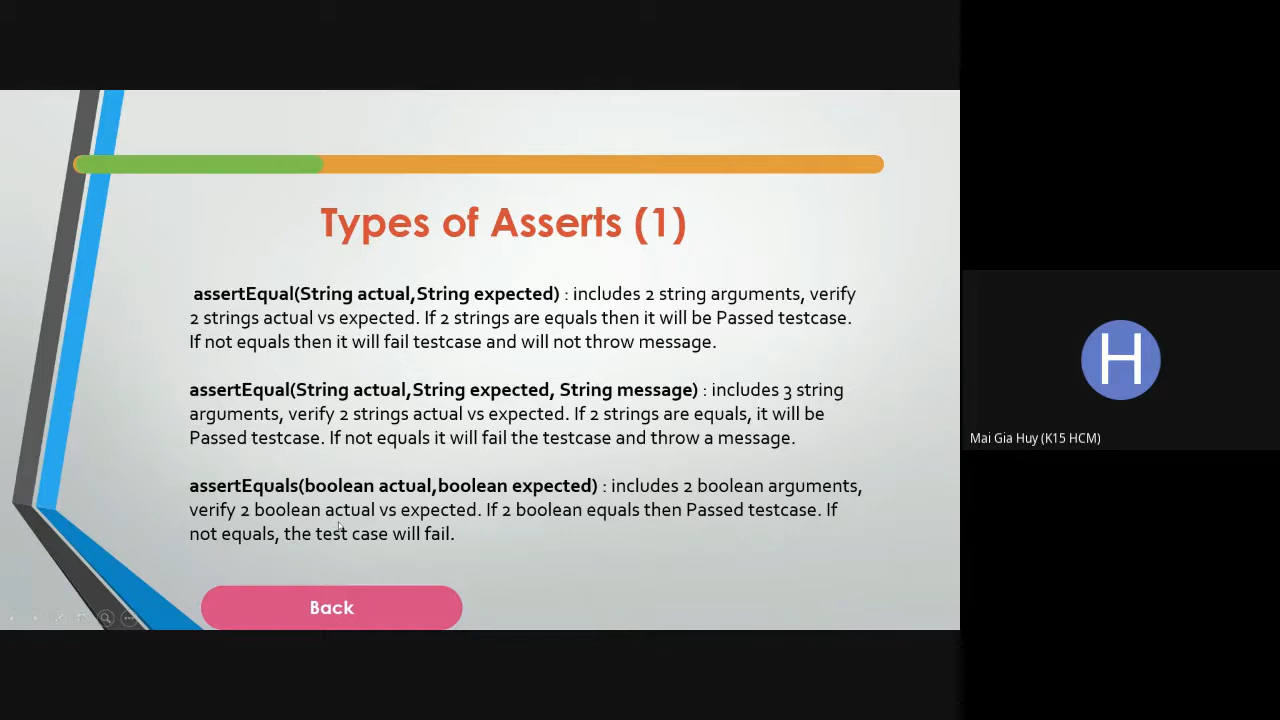 Types of Asserts (1)
assertEqual(String actual,String expected) : includes 2 string arguments, verify
2 strings actual vs expected. If 2 strings are equals then it will be Passed testcase.
If not equals then it will fail testcase and will not throw message.
assertEqual(String actual,String expected, String message) : includes 3 string
arguments, verify 2 strings actual vs expected. If 2 strings are equals, it will be
Passed testcase. If not equals it will fail the testcase and throw a message.
assertEquals(boolean actual,boolean expected) : includes 2 boolean arguments,
verify 2 boolean actual vs expected. If 2 boolean equals then Passed testcase. If
not equals, the test case will fail.
Back
H
Mai Gia Huy (K15 HCM)